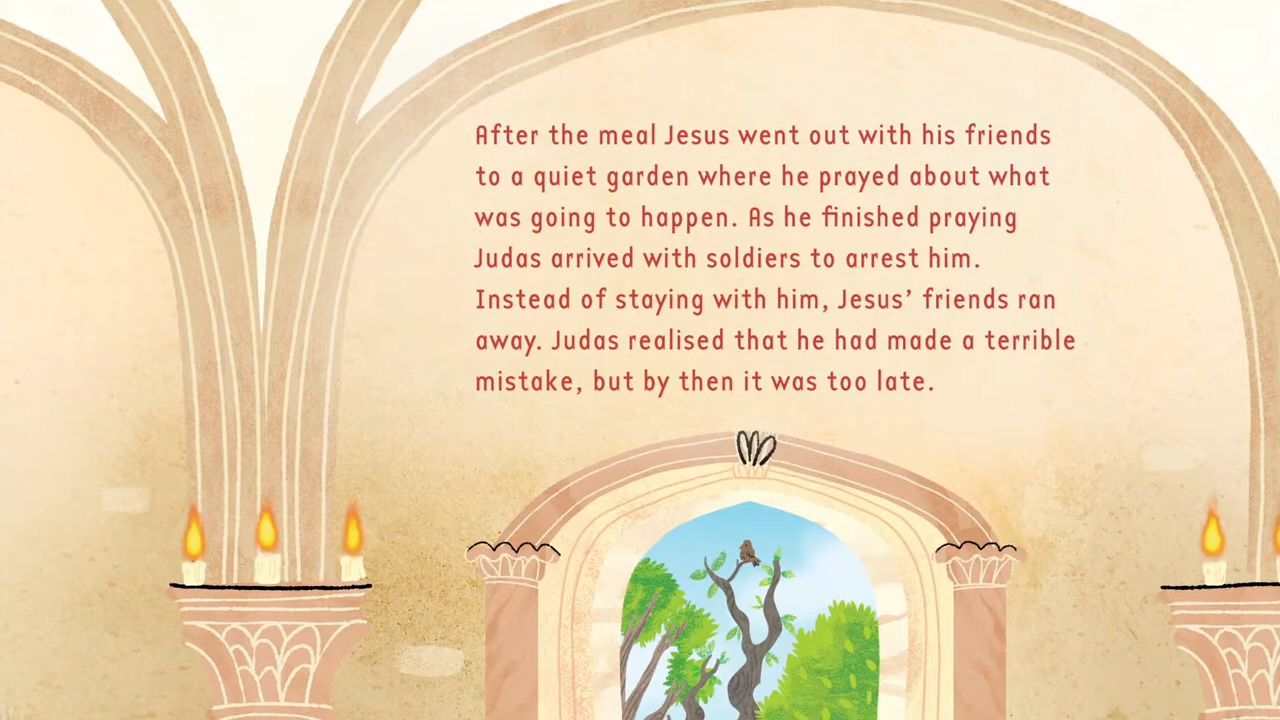 After the meal Jesus went out with his friends
to a quiet garden where he prayed about what
was going to happen. As he finished praying
Judas arrived with soldiers to arrest him.
Instead of staying with him, Jesus’ friends ran
away. Judas realised that he had made a terrible
mistake, but by then it was too late.